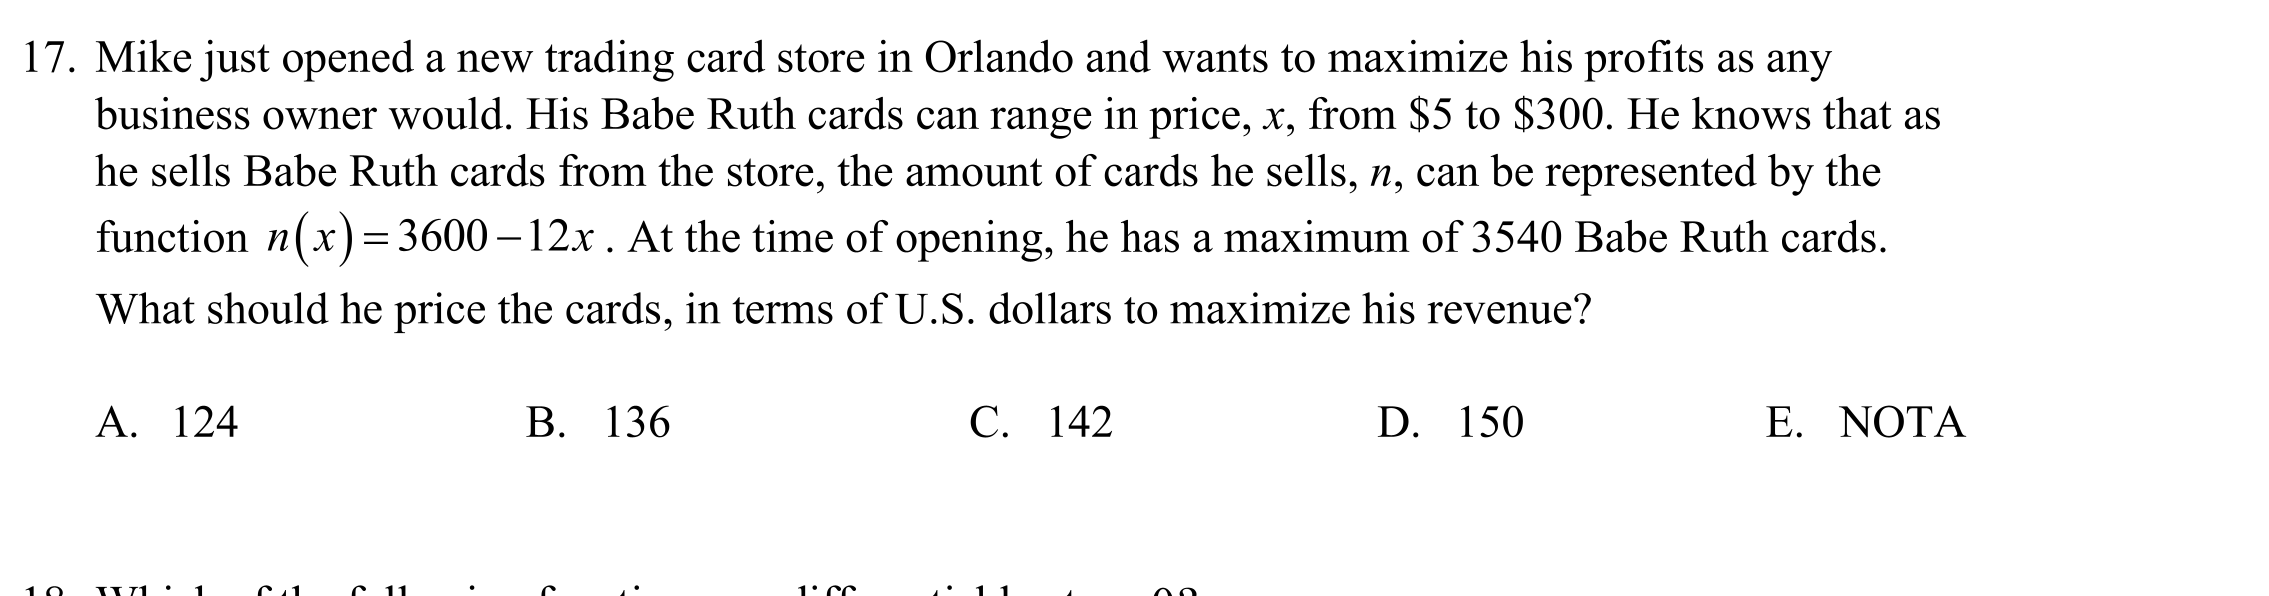 17. Mike just opened a new trading card store in Orlando and wants to maximize his profits as any
business owner would. His Babe Ruth cards can range in price, x, from $5 to $300. He knows that as
he sells Babe Ruth cards from the store, the amount of cards he sells, n, can be represented by the
function n(x)=3600−12x. At the time of opening, he has a maximum of 3540 Babe Ruth cards.
What should he price the cards, in terms of U.S. dollars to maximize his revenue?
A. 124 B. 136 C. 142 D. 150 E. NOTA